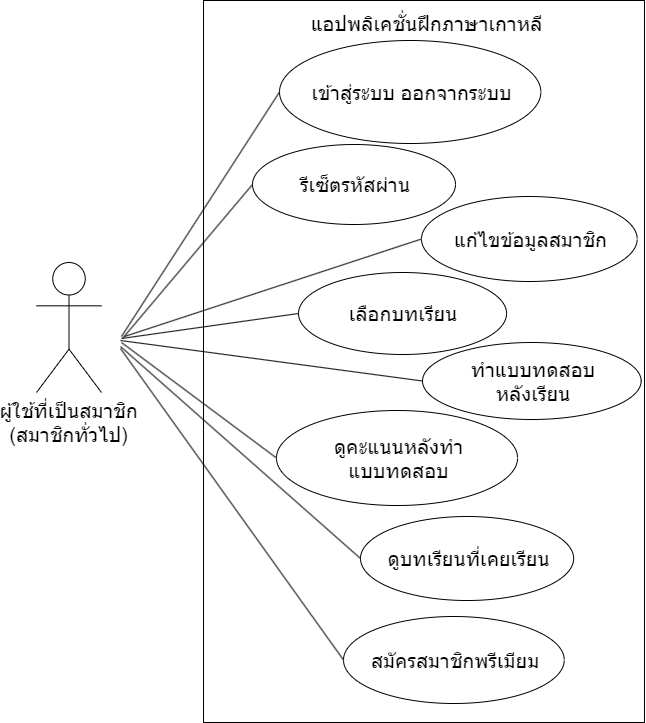 แอปพลิเคชั่นฝึกภาษาเกาหลี
เข้าสู่ระบบ ออกจากระบบ
รีเซ็ตรหัสผ่าน
แก้ไขข้อมูลสมาชิก
เลือกบทเรียน
ทำแบบทดสอบ
หลังเรียน
ผู้ใช้ที่เป็นสมาชิก
(สมาชิกทั่วไป)
ดูคะแนนหลังทำ
แบบทดสอบ
ดูบทเรียนที่เคยเรียน
สมัครสมาชิกพรีเมียม